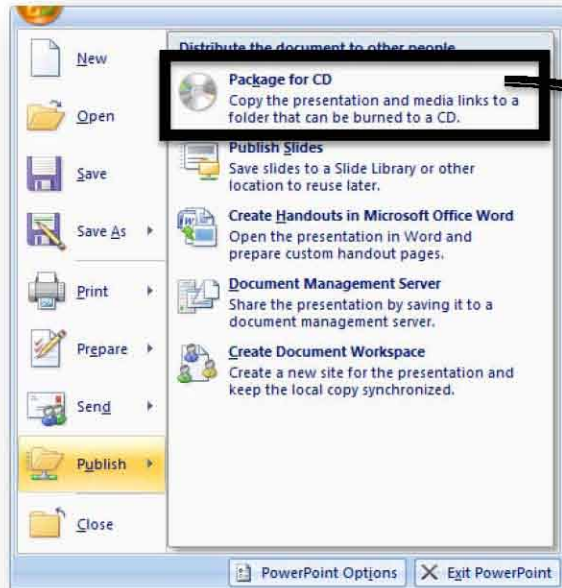 New
Open
Save
Save As
Print
Prepare
Send
Publish
Close
Distribute the document to other people
Package for CD
Copy the presentation and media links to a
folder that can be burned to a CD.
Publish Slides
Save slides to a Slide Library or other
location to reuse later.
Create Handouts in Microsoft Office Word
Open the presentation in Word and
prepare custom handout pages.
Document Management Server
Share the presentation by saving it to a
document management server.
Create Document Workspace
Create a new site for the presentation and
keep the local copy synchronized.
PowerPoint Options
Exit PowerPoint